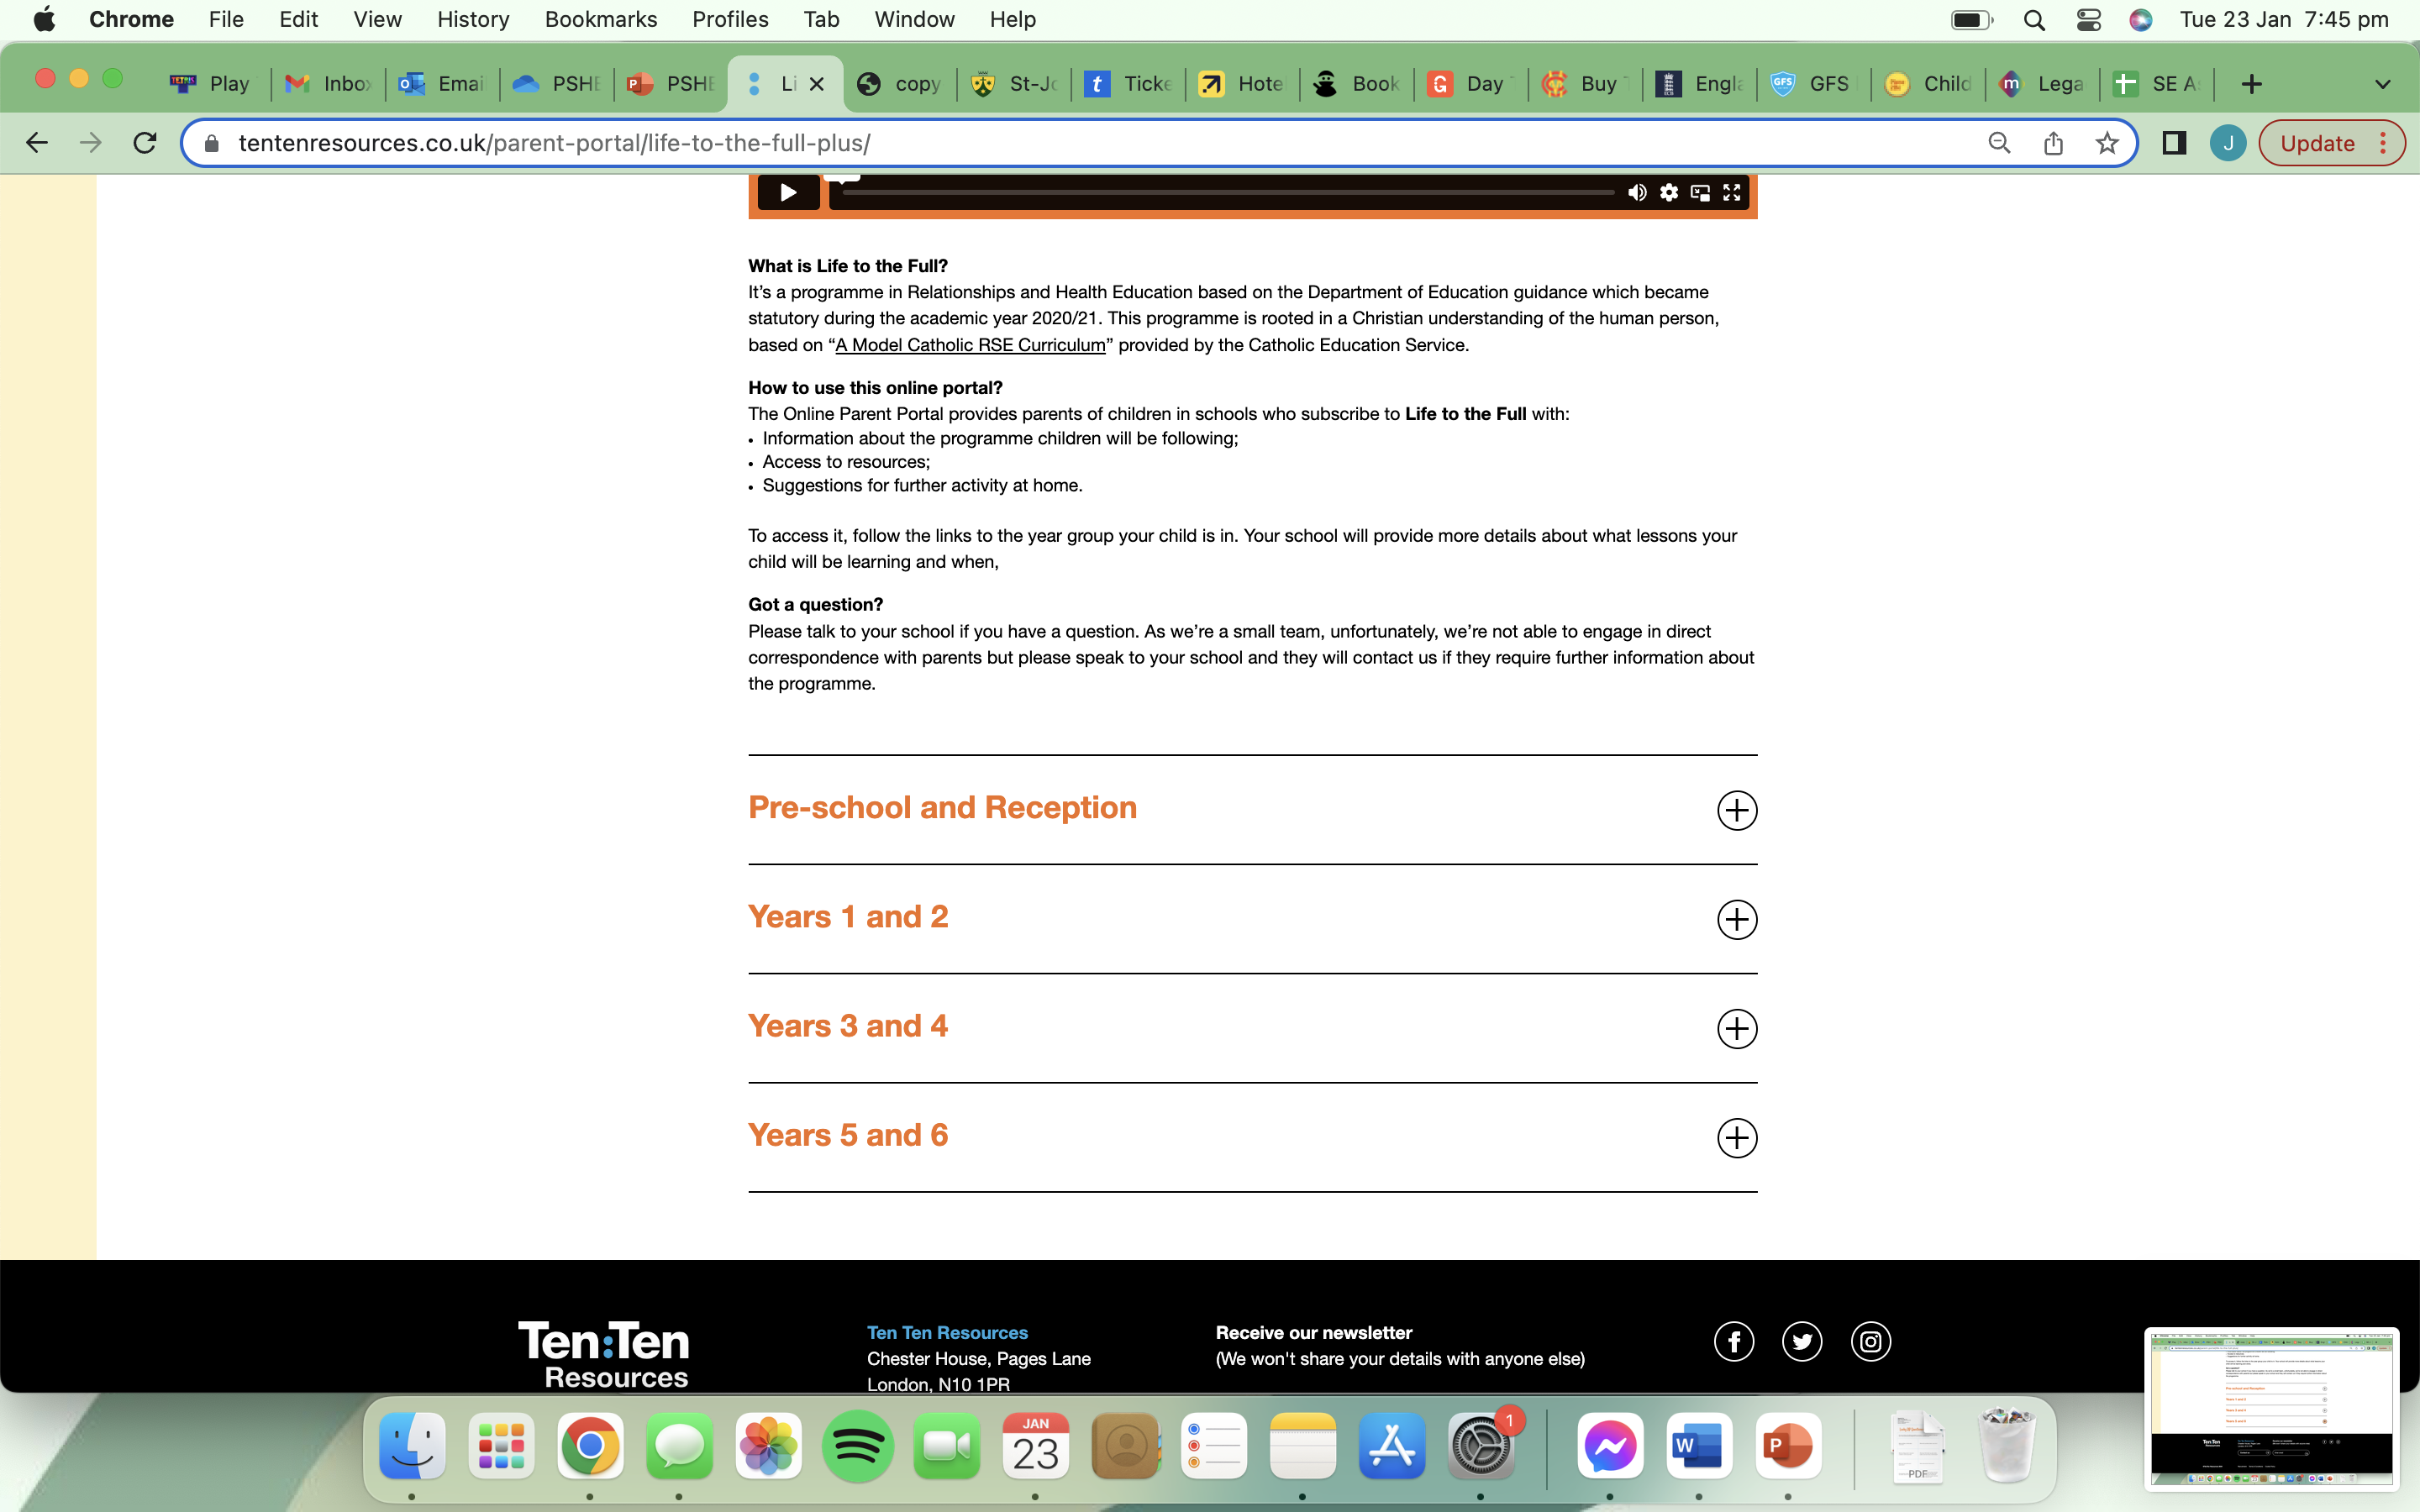 Chrome File Edit View History Bookmarks Profiles Tab Window Help Tue 23 Jan 7:45 pm
Play Inbox Emai PSHE PSHE Li copy St-Jo Ticke Hote Book Day Buy Engla GFS Child Lega SE A
tentenresources.co.uk/parent-portal/life-to-the-full-plus/ J Update
What is Life to the Full?
It's a programme in Relationships and Health Education based on the Department of Education guidance which became
statutory during the academic year 2020/21. This programme is rooted in a Christian understanding of the human person,
based on “A Model Catholic RSE Curriculum” provided by the Catholic Education Service.
How to use this online portal?
The Online Parent Portal provides parents of children in schools who subscribe to Life to the Full with:
• Information about the programme children will be following;
• Access to resources;
• Suggestions for further activity at home.
To access it, follow the links to the year group your child is in. Your school will provide more details about what lessons your
child will be learning and when,
Got a question?
Please talk to your school if you have a question. As we're a small team, unfortunately, we're not able to engage in direct
correspondence with parents but please speak to your school and they will contact us if they require further information about
the programme.
Pre-school and Reception
Years 1 and 2
Years 3 and 4
Years 5 and 6
Ten:Ten
Resources
Ten Ten Resources
Chester House, Pages Lane
London, N10 1PR
Receive our newsletter
(We won't share your details with anyone else)
JAN
23
1
W
P
PDF